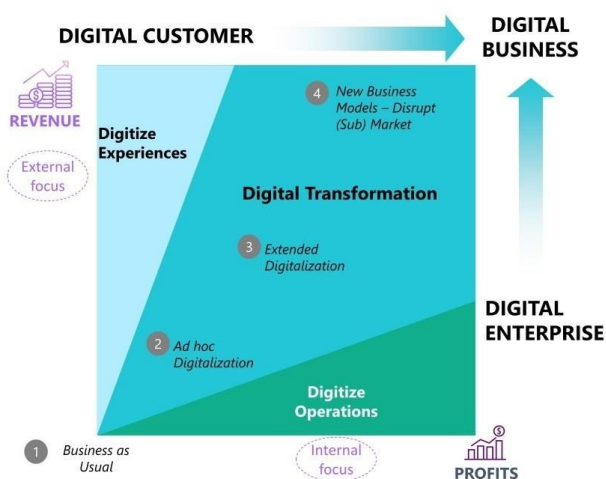 DIGITAL CUSTOMER
DIGITAL
BUSINESS
REVENUE
External
focus
Digitize
Experiences
4
New Business
Models – Disrupt
(Sub) Market
Digital Transformation
3
Extended
Digitalization
2
Ad hoc
Digitalization
DIGITAL
ENTERPRISE
Digitize
Operations
1
Business as
Usual
Internal
focus
$
PROFITS